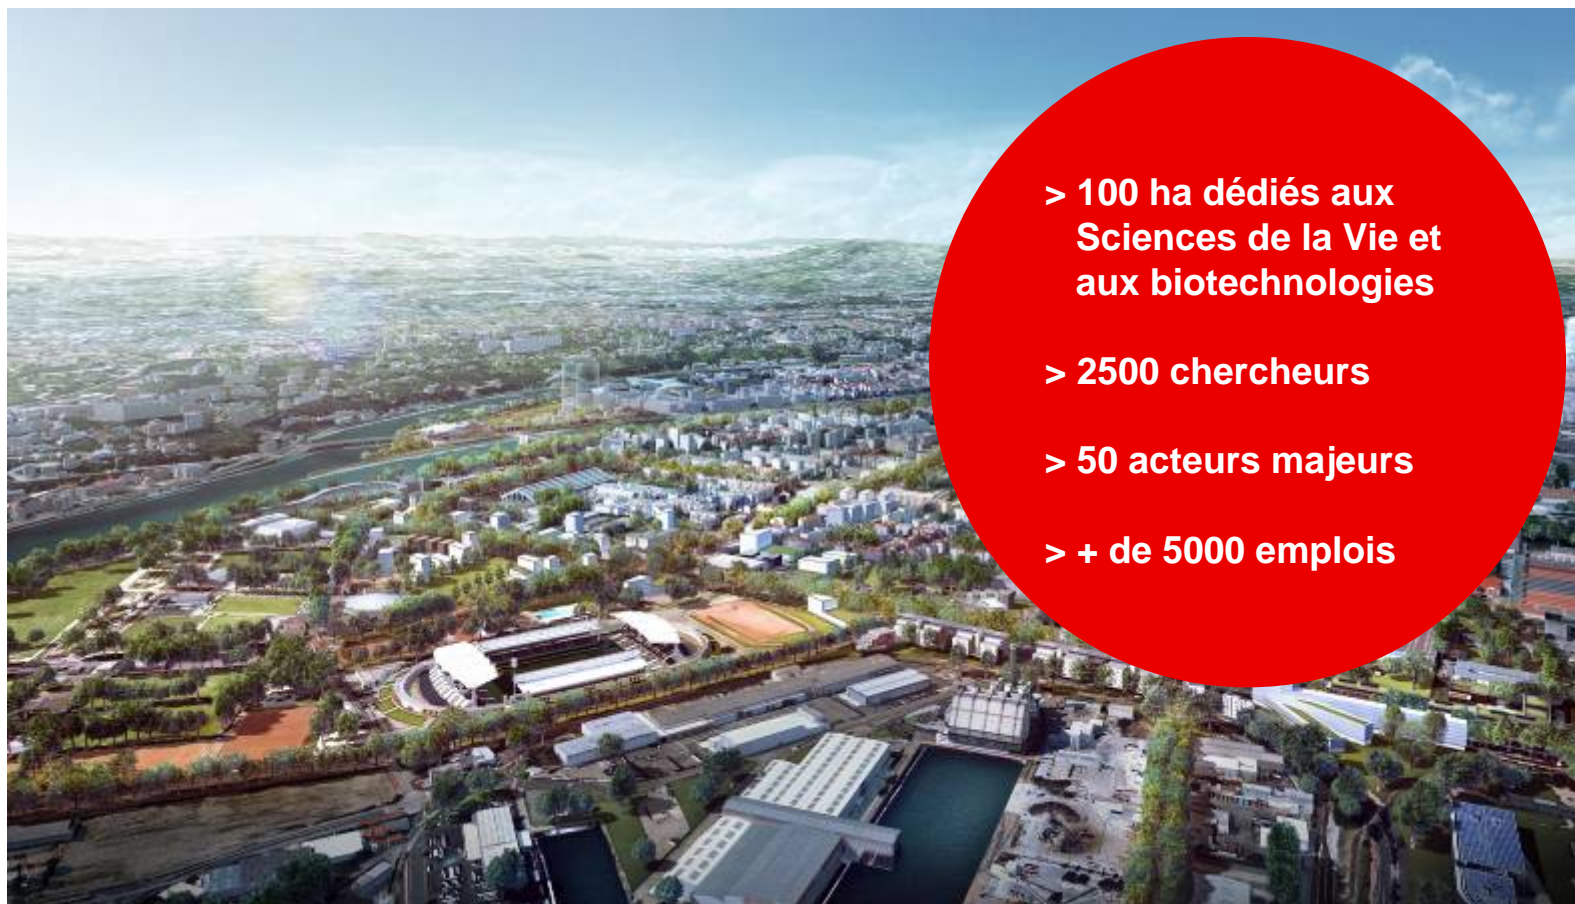 > 100 ha dédiés aux
Sciences de la Vie et
aux biotechnologies
> 2500 chercheurs
> 50 acteurs majeurs
> + de 5000 emplois